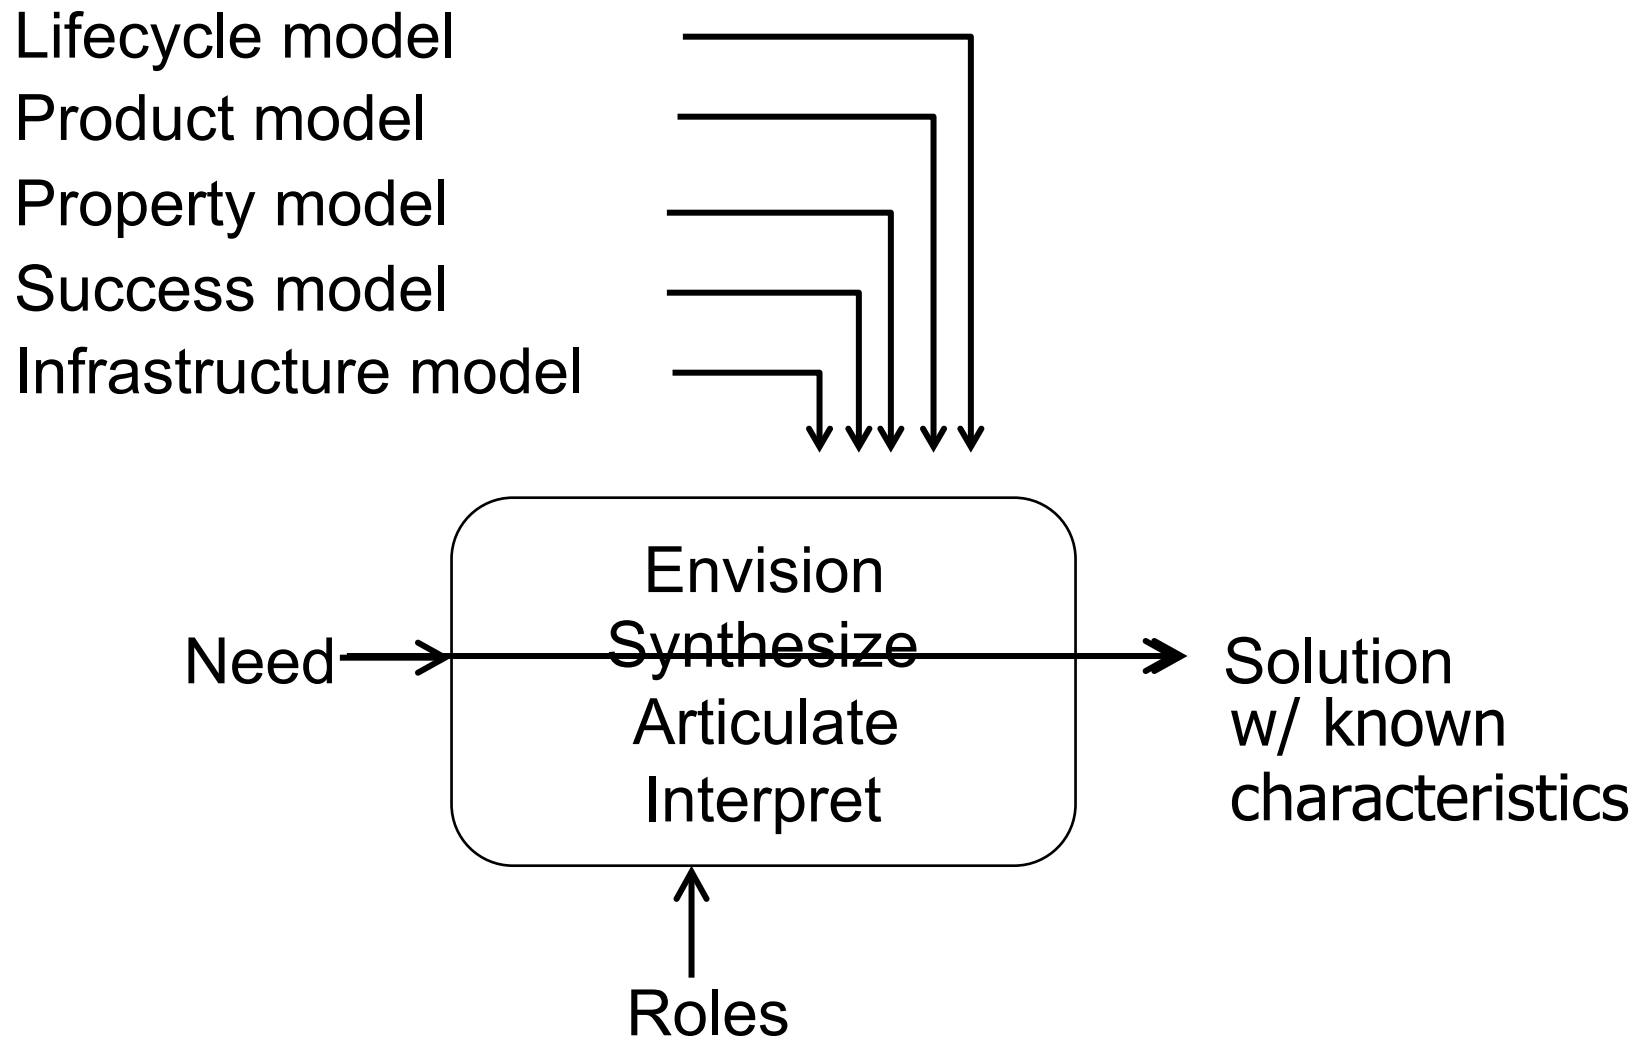 Lifecycle model
Product model
Property model
Success model
Infrastructure model
Envision
Synthesize
Articulate
Interpret
Need
Solution
w/ known
characteristics
Roles